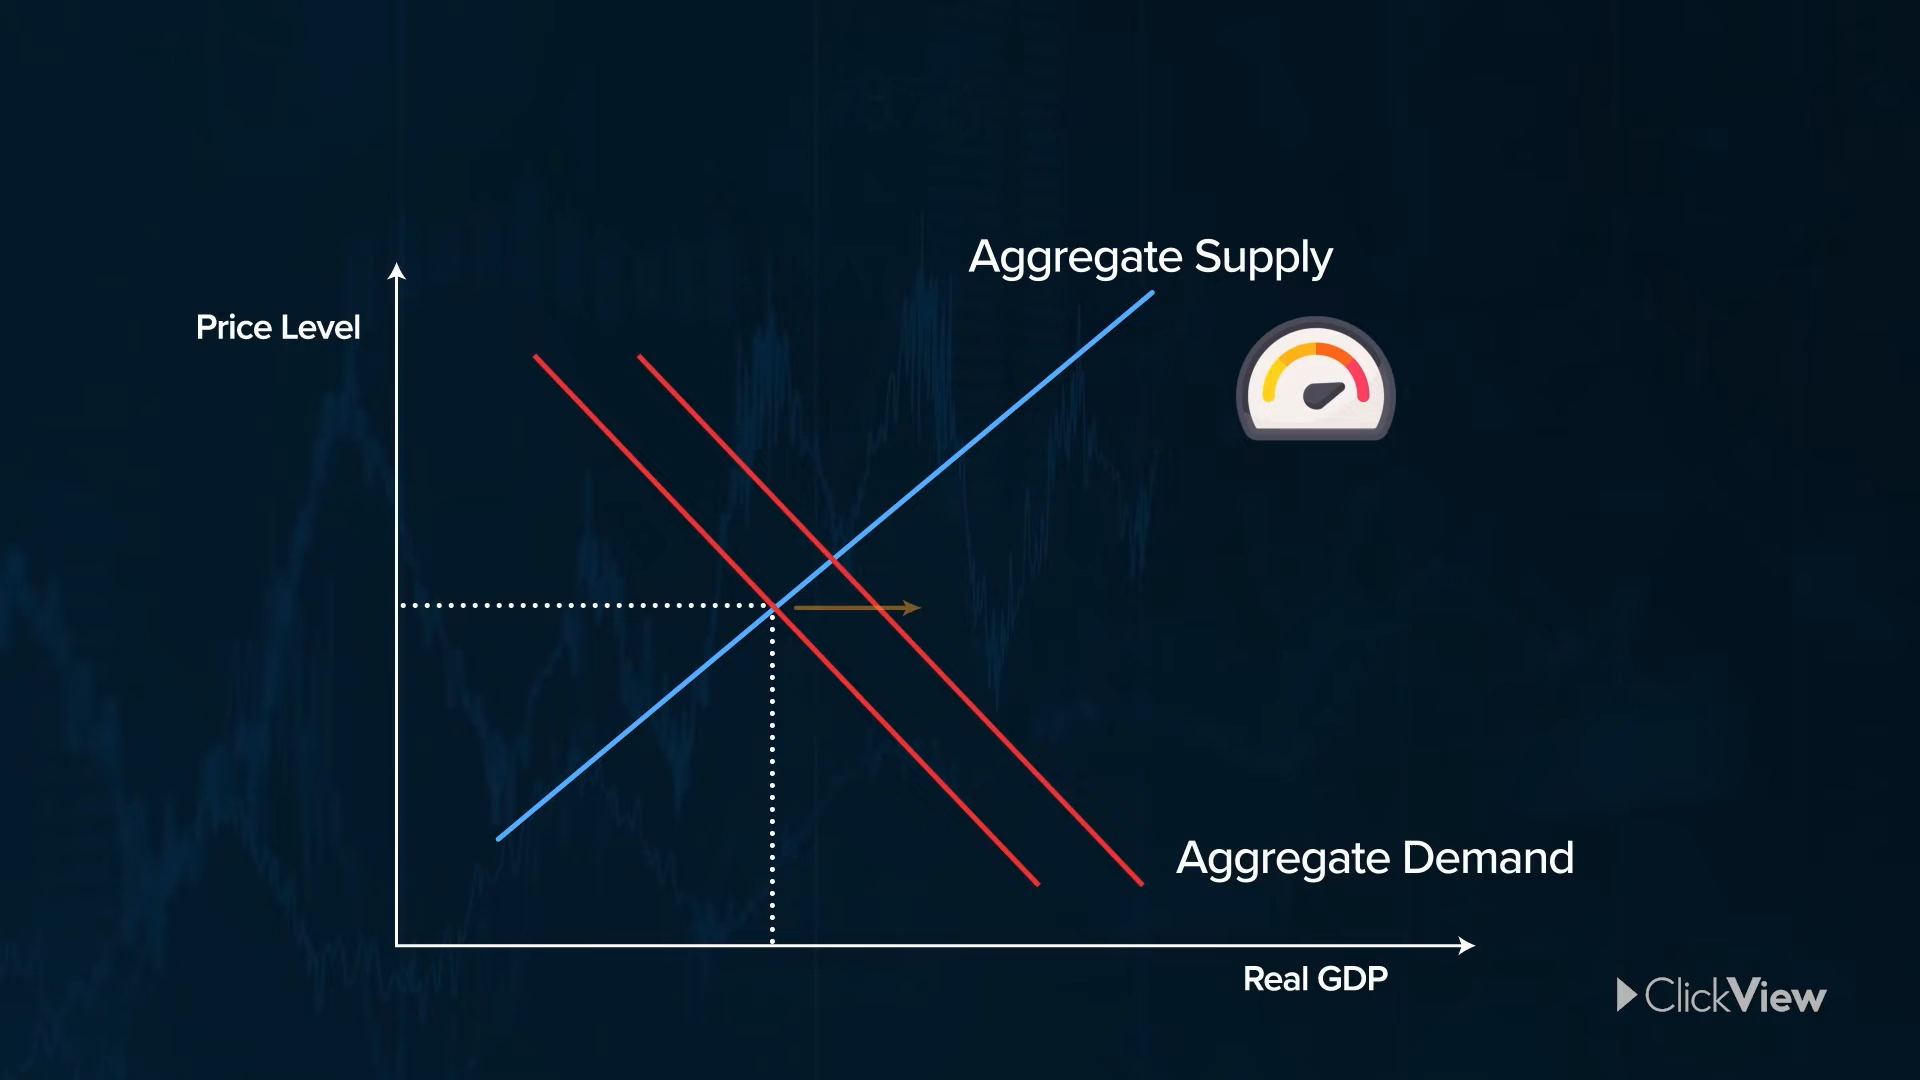 Aggregate Supply
Price Level
Aggregate Demand
Real GDP
ClickView